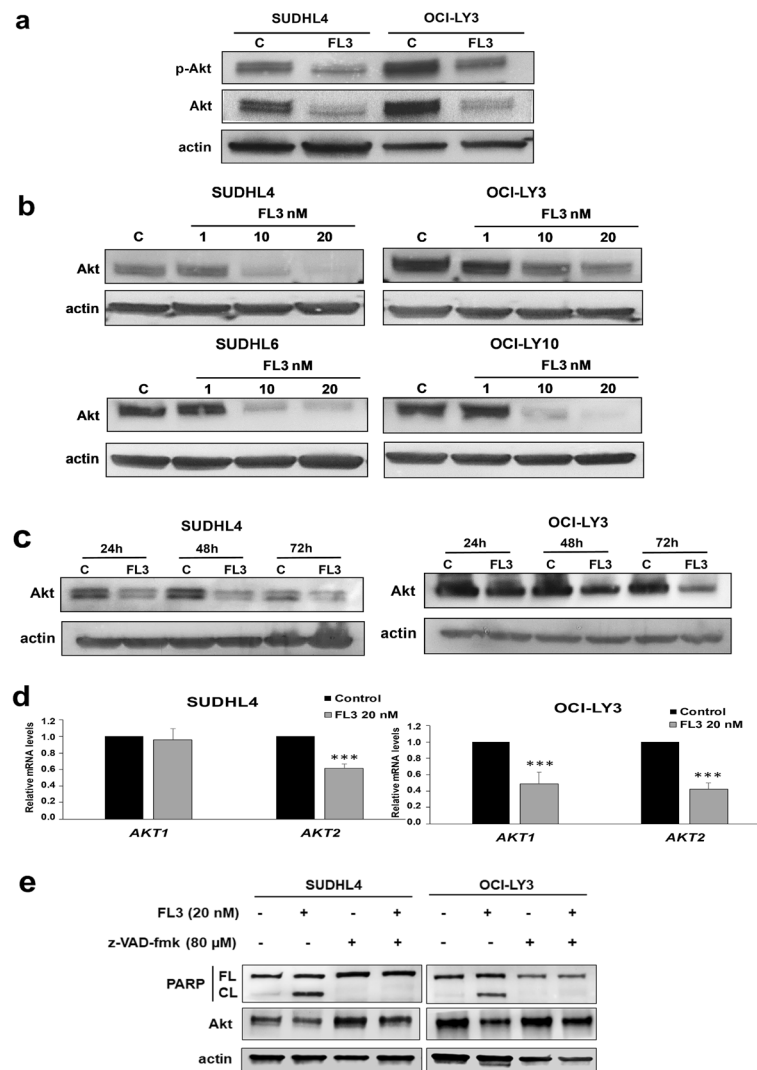 a
SUDHL4 OCI-LY3
C FL3 C FL3
p-Akt
Akt
actin
b
SUDHL4 OCI-LY3
FL3 nM FL3 nM
C 1 10 20 C 1 10 20
Akt
actin
SUDHL6 OCI-LY10
FL3 nM FL3 nM
C 1 10 20 C 1 10 20
Akt
actin
c
SUDHL4 OCI-LY3
24h 48h 72h 24h 48h 72h
C FL3 C FL3 C FL3 C FL3 C FL3 C FL3
Akt Akt
actin actin
d
SUDHL4
Control
FL3 20 nM
Relative mRNA levels
1.2
1.0
0.8
0.6
0.4
0.2
0.0
***
AKT1 AKT2
OCI-LY3
Control
FL3 20 nM
Relative mRNA levels
1.2
1.0
0.8
0.6
0.4
0.2
0.0
*** ***
AKT1 AKT2
e
SUDHL4 OCI-LY3
FL3 (20 nM) - + - + - + - +
z-VAD-fmk (80 µM) - - + + - - + +
PARP FL
CL
Akt
actin